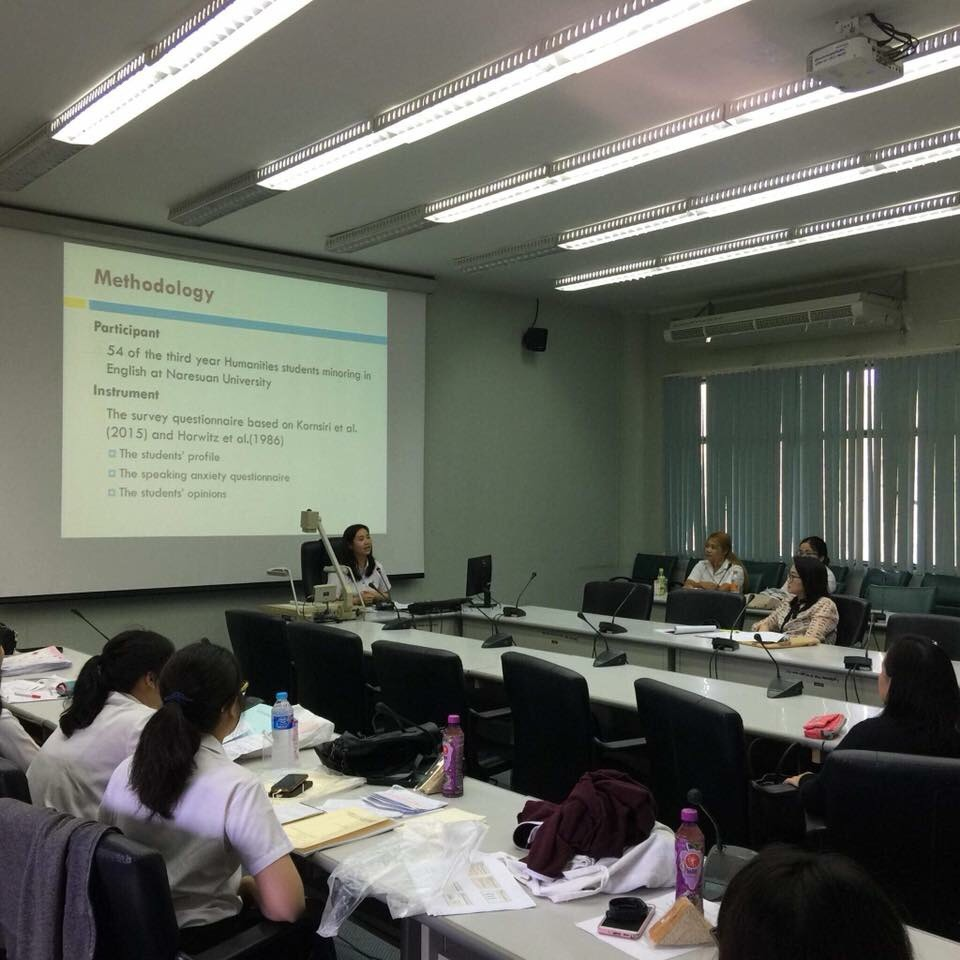 Methodology
Participant
54 of the third year Humanities students minoring in
English at Naresuan University
Instrument
The survey questionnaire based on Kornsiri et al.
(2015) and Horwitz et al.(1986)
The students' profile
The speaking anxiety questionnaire
The students' opinions